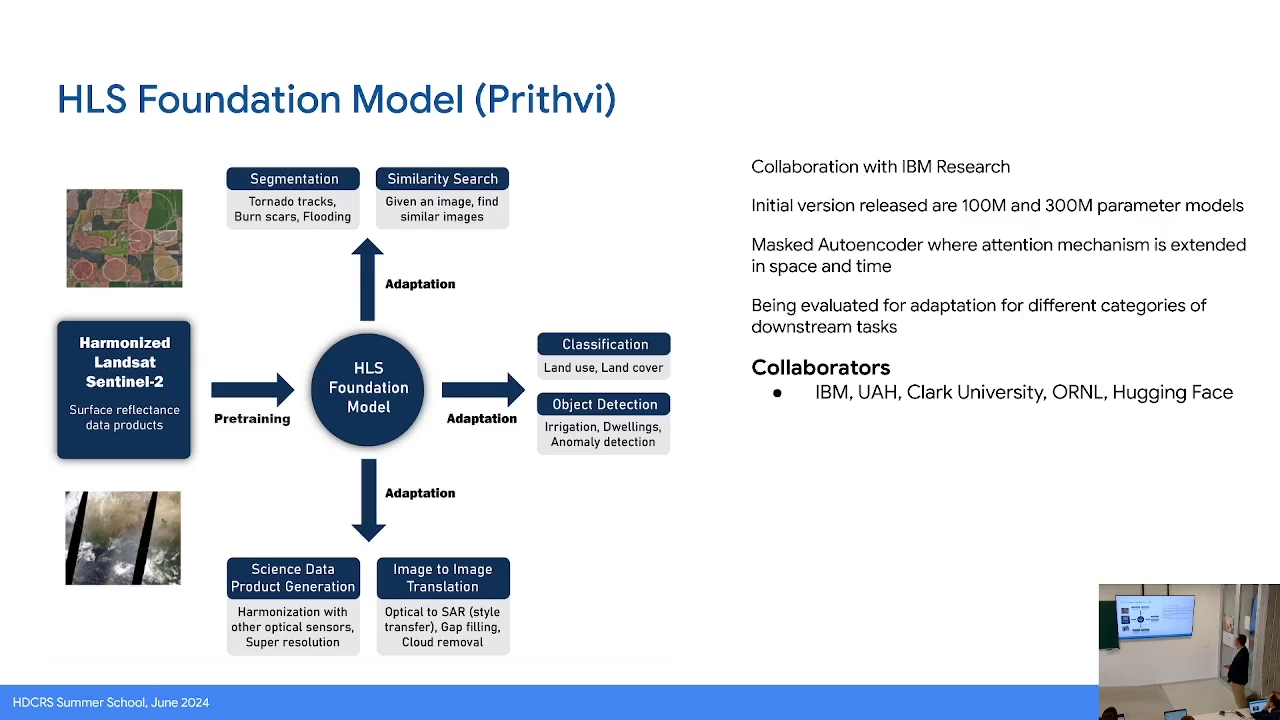 HLS Foundation Model (Prithvi)
Segmentation
Tornado tracks,
Burn scars, Flooding
Similarity Search
Given an image, find
similar images
Adaptation
Harmonized
Landsat
Sentinel-2
Surface reflectance
data products
Pretraining
HLS
Foundation
Model
Adaptation
Classification
Land use, Land cover
Object Detection
Irrigation, Dwellings,
Anomaly detection
Adaptation
Science Data
Product Generation
Harmonization with
other optical sensors,
Super resolution
Image to Image
Translation
Optical to SAR (style
transfer), Gap filling,
Cloud removal
Collaboration with IBM Research
Initial version released are 100M and 300M parameter models
Masked Autoencoder where attention mechanism is extended
in space and time
Being evaluated for adaptation for different categories of
downstream tasks
Collaborators
● IBM, UAH, Clark University, ORNL, Hugging Face
HDCRS Summer School, June 2024